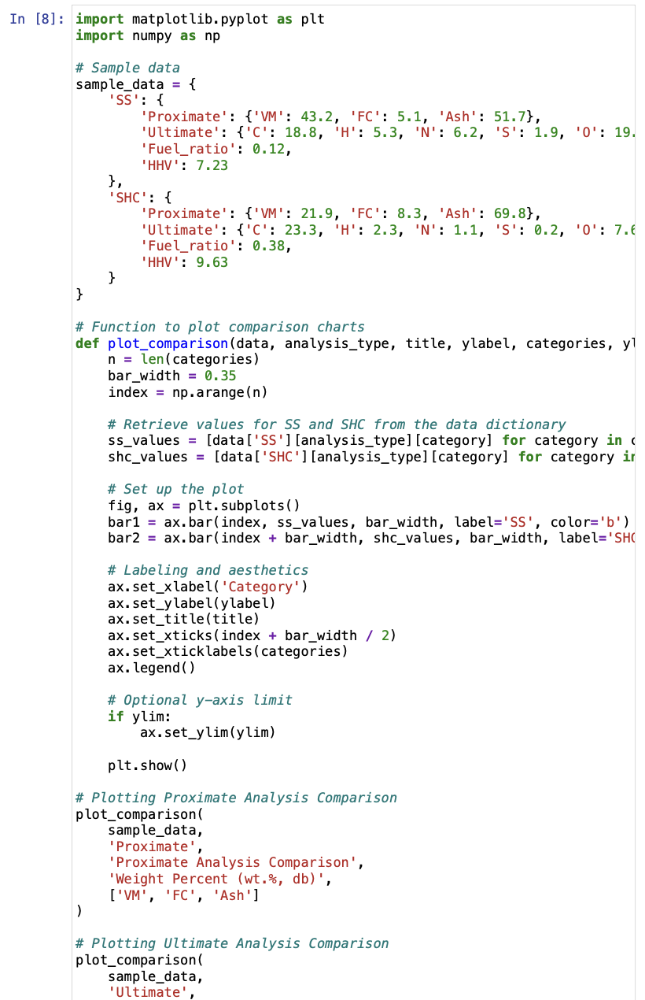 In [8]: import matplotlib.pyplot as plt
import numpy as np

# Sample data
sample_data = {
    'SS': {
        'Proximate': {'VM': 43.2, 'FC': 5.1, 'Ash': 51.7},
        'Ultimate': {'C': 18.8, 'H': 5.3, 'N': 6.2, 'S': 1.9, 'O': 19.
        'Fuel_ratio': 0.12,
        'HHV': 7.23
    },
    'SHC': {
        'Proximate': {'VM': 21.9, 'FC': 8.3, 'Ash': 69.8},
        'Ultimate': {'C': 23.3, 'H': 2.3, 'N': 1.1, 'S': 0.2, 'O': 7.6
        'Fuel_ratio': 0.38,
        'HHV': 9.63
    }
}

# Function to plot comparison charts
def plot_comparison(data, analysis_type, title, ylabel, categories, yl
    n = len(categories)
    bar_width = 0.35
    index = np.arange(n)

    # Retrieve values for SS and SHC from the data dictionary
    ss_values = [data['SS'][analysis_type][category] for category in c
    shc_values = [data['SHC'][analysis_type][category] for category in

    # Set up the plot
    fig, ax = plt.subplots()
    bar1 = ax.bar(index, ss_values, bar_width, label='SS', color='b')
    bar2 = ax.bar(index + bar_width, shc_values, bar_width, label='SHC

    # Labeling and aesthetics
    ax.set_xlabel('Category')
    ax.set_ylabel(ylabel)
    ax.set_title(title)
    ax.set_xticks(index + bar_width / 2)
    ax.set_xticklabels(categories)
    ax.legend()

    # Optional y-axis limit
    if ylim:
        ax.set_ylim(ylim)

    plt.show()

# Plotting Proximate Analysis Comparison
plot_comparison(
    sample_data,
    'Proximate',
    'Proximate Analysis Comparison',
    'Weight Percent (wt.%, db)',
    ['VM', 'FC', 'Ash']
)

# Plotting Ultimate Analysis Comparison
plot_comparison(
    sample_data,
    'Ultimate',